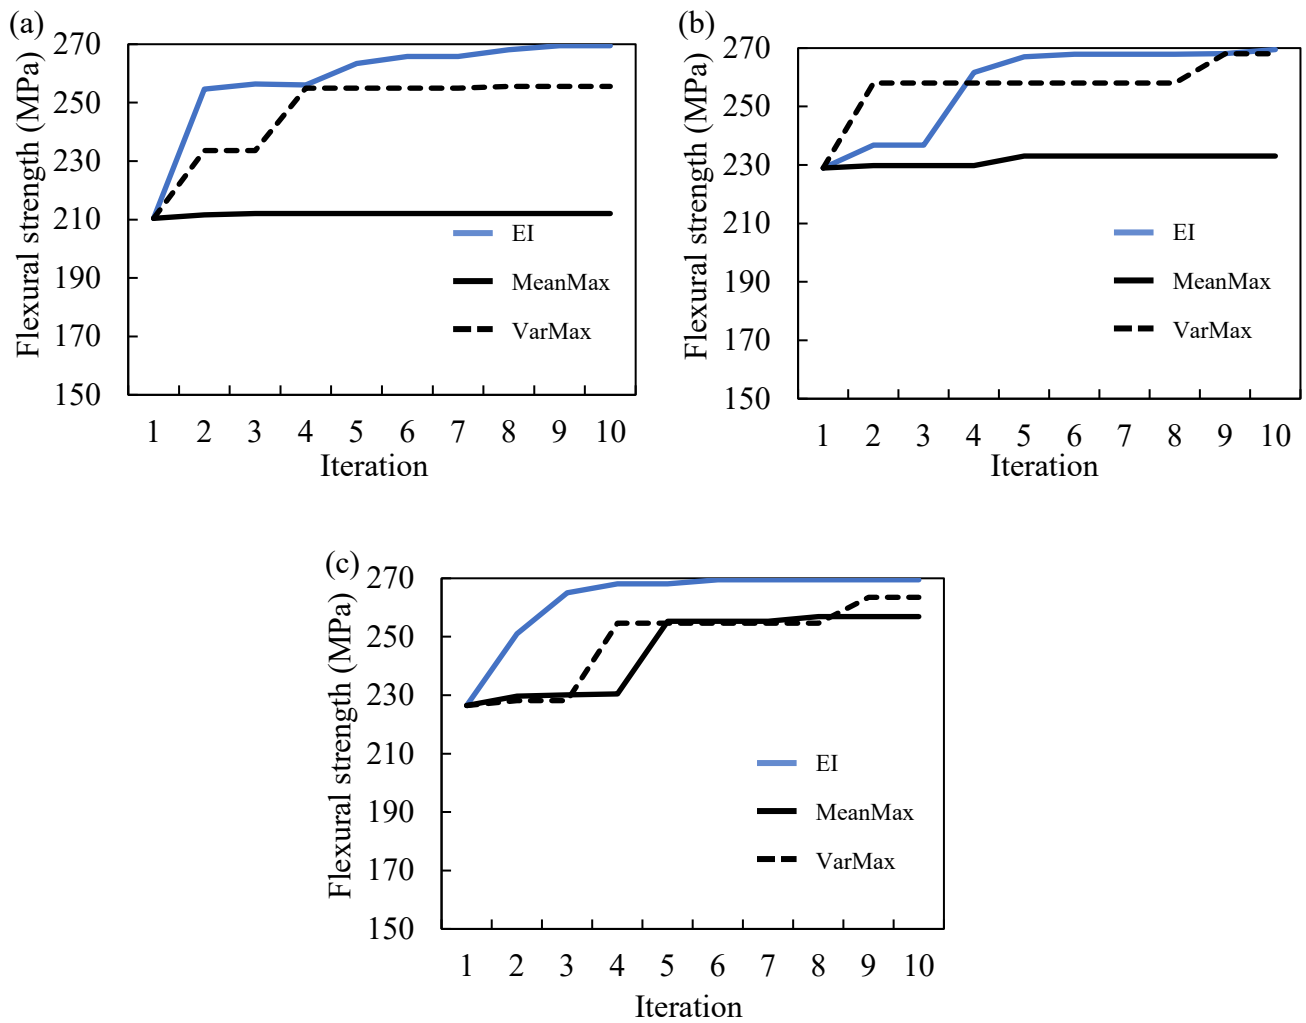 (a)
Flexural strength (MPa)
270
250
230
210
190
170
150
EI
MeanMax
VarMax
1 2 3 4 5 6 7 8 9 10
Iteration
(b)
Flexural strength (MPa)
270
250
230
210
190
170
150
EI
MeanMax
VarMax
1 2 3 4 5 6 7 8 9 10
Iteration
(c)
Flexural strength (MPa)
270
250
230
210
190
170
150
EI
MeanMax
VarMax
1 2 3 4 5 6 7 8 9 10
Iteration